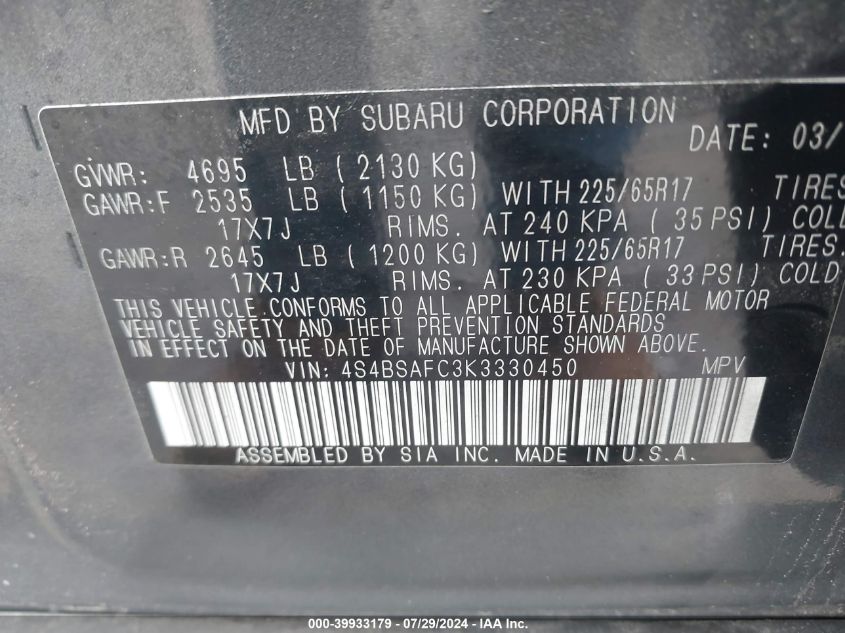 MFD BY SUBARU CORPORATION
DATE: 03/
GVWR: 4695 LB ( 2130 KG)
GAWR:F 2535 LB ( 1150 KG) WITH 225/65R17 TIRES
17X7J RIMS. AT 240 KPA ( 35 PSI) COLD
GAWR:R 2645 LB ( 1200 KG) WITH 225/65R17 TIRES.
17X7J RIMS. AT 230 KPA ( 33 PSI) COLD
THIS VEHICLE CONFORMS TO ALL APPLICABLE FEDERAL MOTOR
VEHICLE SAFETY AND THEFT PREVENTION STANDARDS
IN EFFECT ON THE DATE OF MANUFACTURE SHOWN ABOVE.
VIN: 4S4BSAFC3K3330450 MPV
ASSEMBLED BY SIA INC. MADE IN U.S.A.
000-39933179 / 07/29/2024 - IAA Inc.